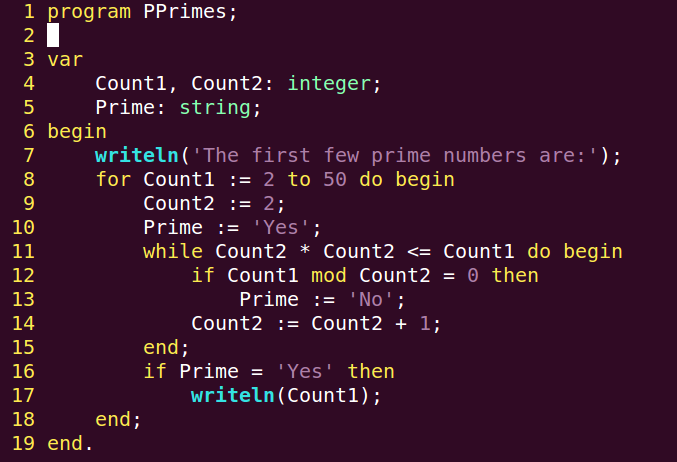 1 program PPrimes;
2
3 var
4     Count1, Count2: integer;
5     Prime: string;
6 begin
7     writeln('The first few prime numbers are:');
8     for Count1 := 2 to 50 do begin
9         Count2 := 2;
10         Prime := 'Yes';
11         while Count2 * Count2 <= Count1 do begin
12             if Count1 mod Count2 = 0 then
13                 Prime := 'No';
14             Count2 := Count2 + 1;
15         end;
16         if Prime = 'Yes' then
17             writeln(Count1);
18     end;
19 end.